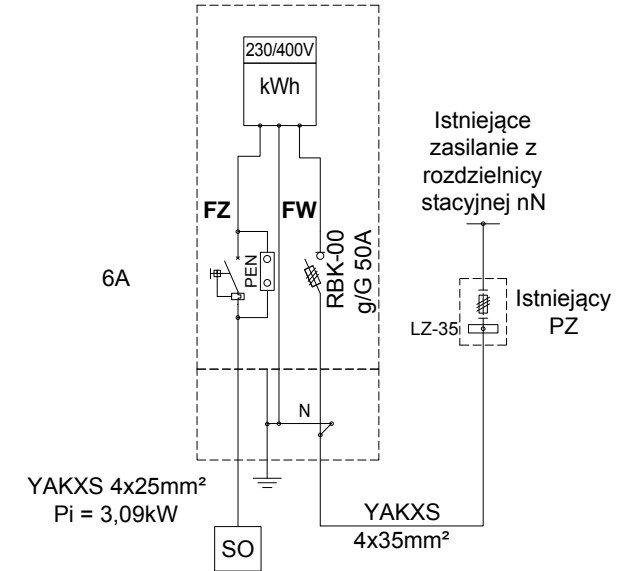 230/400V
kWh
Istniejące
zasilanie z
rozdzielnicy
stacyjnej nN
FZ
FW
6A
PEN
RBK-00
g/G 50A
Istniejący
PZ
LZ-35
N
YAKXS 4x25mm²
Pi = 3,09kW
YAKXS
4x35mm²
SO